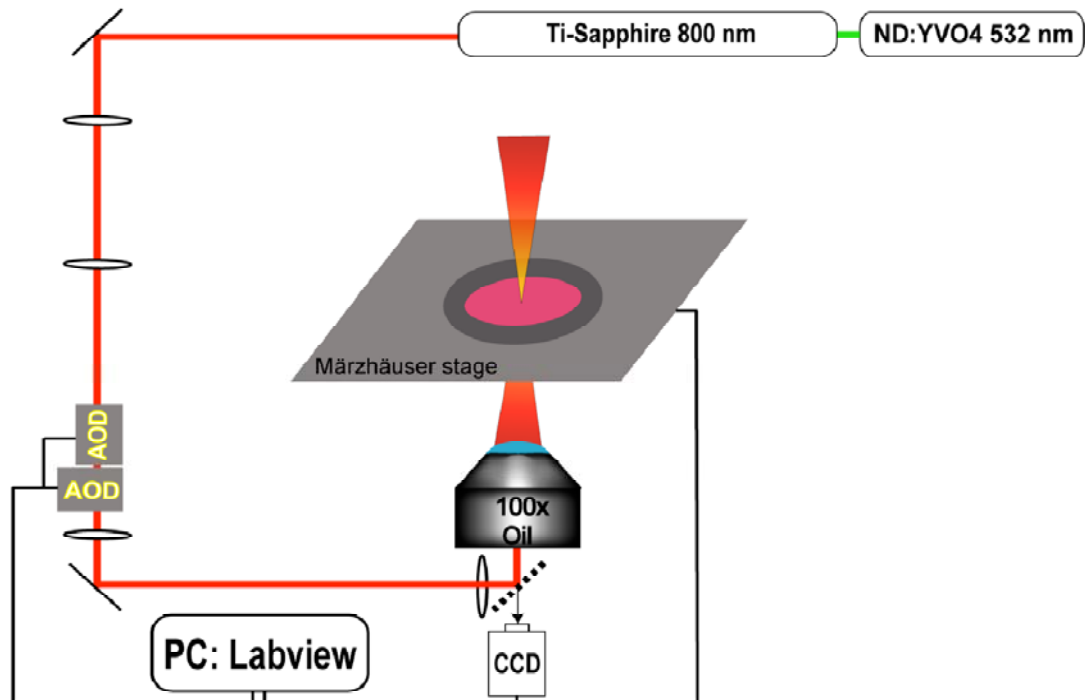 Ti-Sapphire 800 nm
ND:YVO4 532 nm
Märzhäuser stage
AOD
AOD
100x
Oil
PC: Labview
CCD